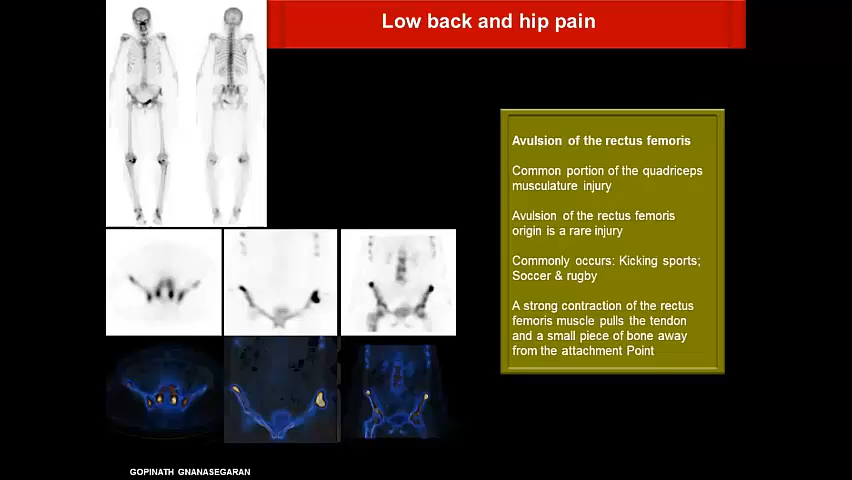 Low back and hip pain
Avulsion of the rectus femoris
Common portion of the quadriceps
musculature injury
Avulsion of the rectus femoris
origin is a rare injury
Commonly occurs: Kicking sports;
Soccer & rugby
A strong contraction of the rectus
femoris muscle pulls the tendon
and a small piece of bone away
from the attachment Point
GOPINATH GNANASEGARAN